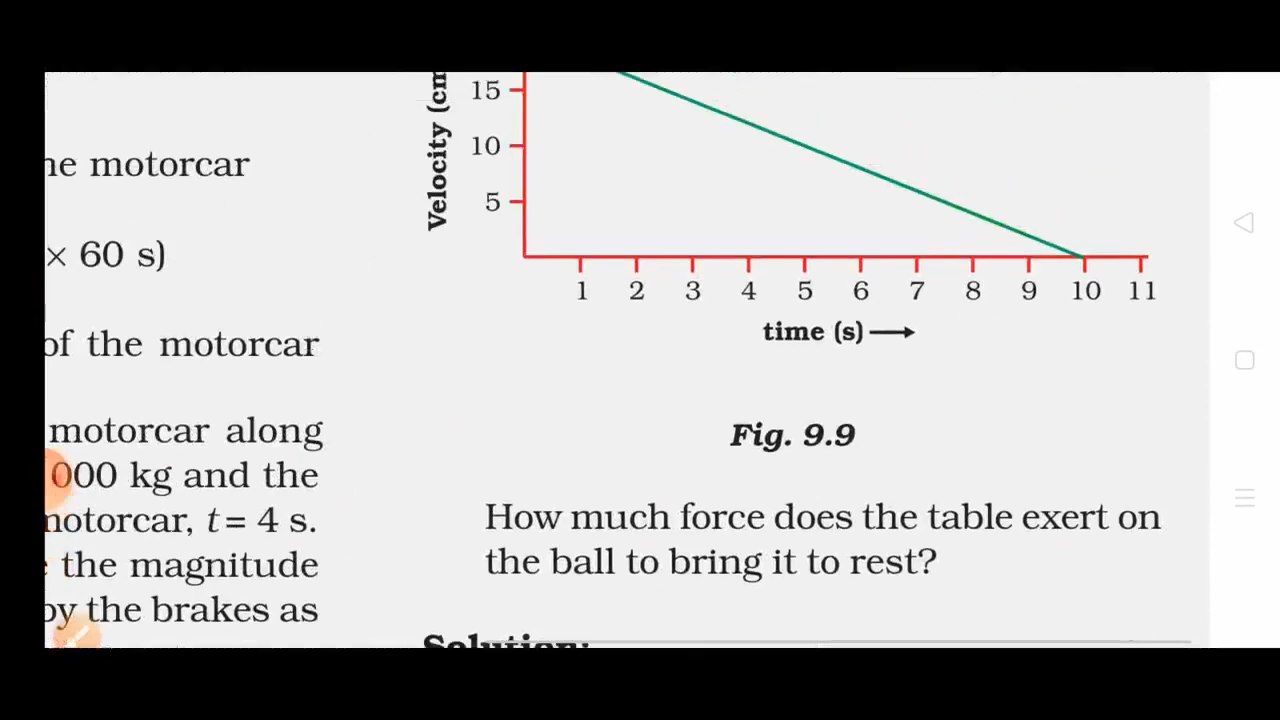 he motorcar
× 60 s)
of the motorcar
motorcar along
000 kg and the
motorcar, t = 4 s.
the magnitude
by the brakes as
Velocity (cm
15
10
5
1 2 3 4 5 6 7 8 9 10 11
time (s)
Fig. 9.9
How much force does the table exert on
the ball to bring it to rest?
Solution: